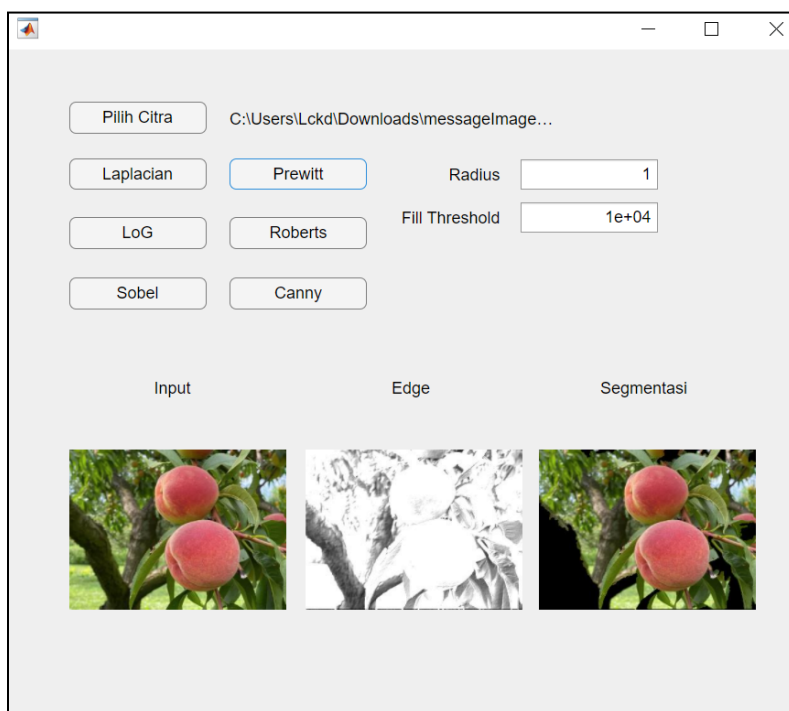 Pilih Citra C:\Users\Lckd\Downloads\messageImage…
Laplacian Prewitt Radius 1
Fill Threshold 1e+04
LoG Roberts
Sobel Canny
Input Edge Segmentasi